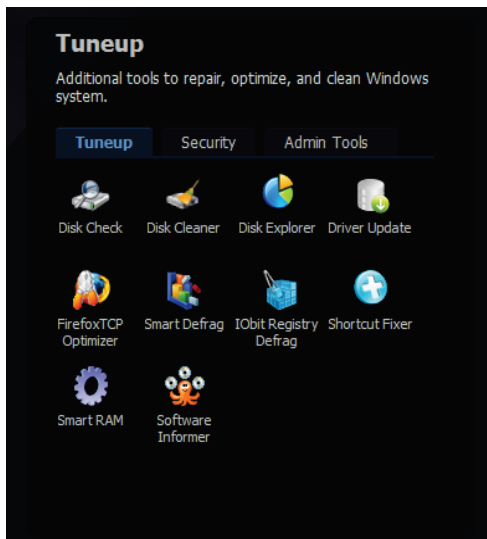 Tuneup
Additional tools to repair, optimize, and clean Windows
system.
Tuneup Security Admin Tools
Disk Check Disk Cleaner Disk Explorer Driver Update
FirefoxTCP Smart Defrag IObit Registry Shortcut Fixer
Optimizer Defrag
Smart RAM Software
Informer